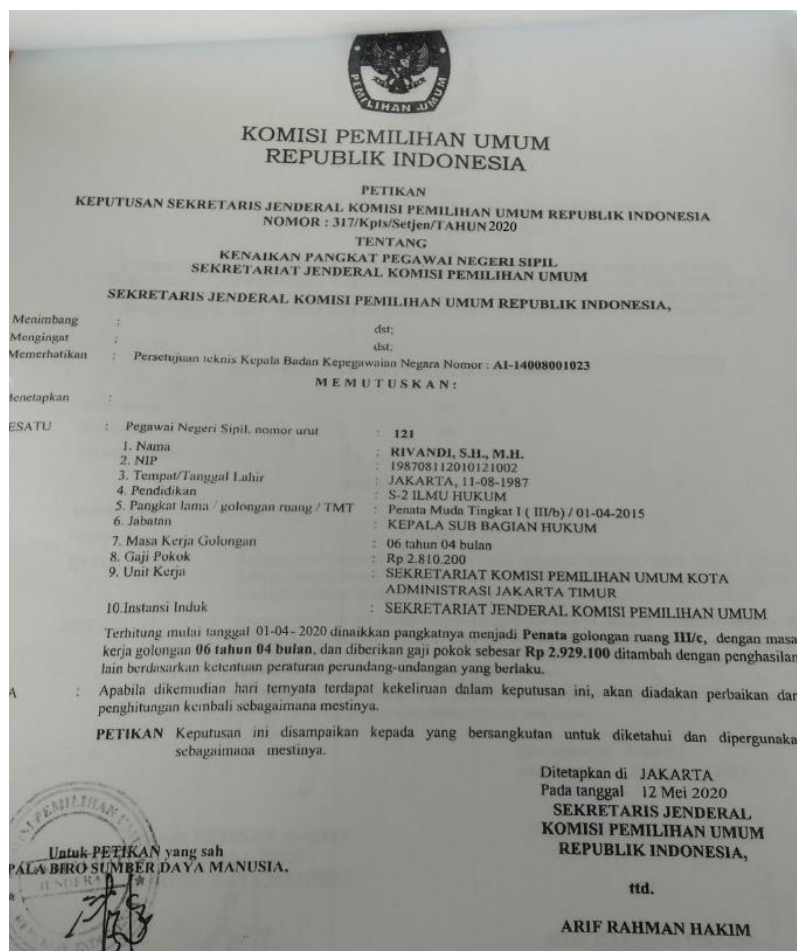 PEMILIHAN UMUM
KOMISI PEMILIHAN UMUM
REPUBLIK INDONESIA
PETIKAN
KEPUTUSAN SEKRETARIS JENDERAL KOMISI PEMILIHAN UMUM REPUBLIK INDONESIA
NOMOR : 317/Kpts/Setjen/TAHUN 2020
TENTANG
KENAIKAN PANGKAT PEGAWAI NEGERI SIPIL
SEKRETARIAT JENDERAL KOMISI PEMILIHAN UMUM
SEKRETARIS JENDERAL KOMISI PEMILIHAN UMUM REPUBLIK INDONESIA,
Menimbang : dst;
Mengingat : dst;
Memerhatikan : Persetujuan teknis Kepala Badan Kepegawaian Negara Nomor : AI-14008001023
MEMUTUSKAN:
Menetapkan :
ESATU : Pegawai Negeri Sipil, nomor urut : 121
1. Nama : RIVANDI, S.H., M.H.
2. NIP : 198708112010121002
3. Tempat/Tanggal Lahir : JAKARTA, 11-08-1987
4. Pendidikan : S-2 ILMU HUKUM
5. Pangkat lama / golongan ruang / TMT : Penata Muda Tingkat I ( III/b) / 01-04-2015
6. Jabatan : KEPALA SUB BAGIAN HUKUM
7. Masa Kerja Golongan : 06 tahun 04 bulan
8. Gaji Pokok : Rp 2.810.200
9. Unit Kerja : SEKRETARIAT KOMISI PEMILIHAN UMUM KOTA
ADMINISTRASI JAKARTA TIMUR
10.Instansi Induk : SEKRETARIAT JENDERAL KOMISI PEMILIHAN UMUM
Terhitung mulai tanggal 01-04-2020 dinaikkan pangkatnya menjadi Penata golongan ruang III/c, dengan masa
kerja golongan 06 tahun 04 bulan, dan diberikan gaji pokok sebesar Rp 2.929.100 ditambah dengan penghasilan
lain berdasarkan ketentuan peraturan perundang-undangan yang berlaku.
A : Apabila dikemudian hari ternyata terdapat kekeliruan dalam keputusan ini, akan diadakan perbaikan dan
penghitungan kembali sebagaimana mestinya.
PETIKAN Keputusan ini disampaikan kepada yang bersangkutan untuk diketahui dan dipergunaka
sebagaimana mestinya.
Ditetapkan di JAKARTA
Pada tanggal 12 Mei 2020
SEKRETARIS JENDERAL
KOMISI PEMILIHAN UMUM
REPUBLIK INDONESIA,
ttd.
ARIF RAHMAN HAKIM
Untuk PETIKAN yang sah
PALA BIRO SUMBER DAYA MANUSIA,